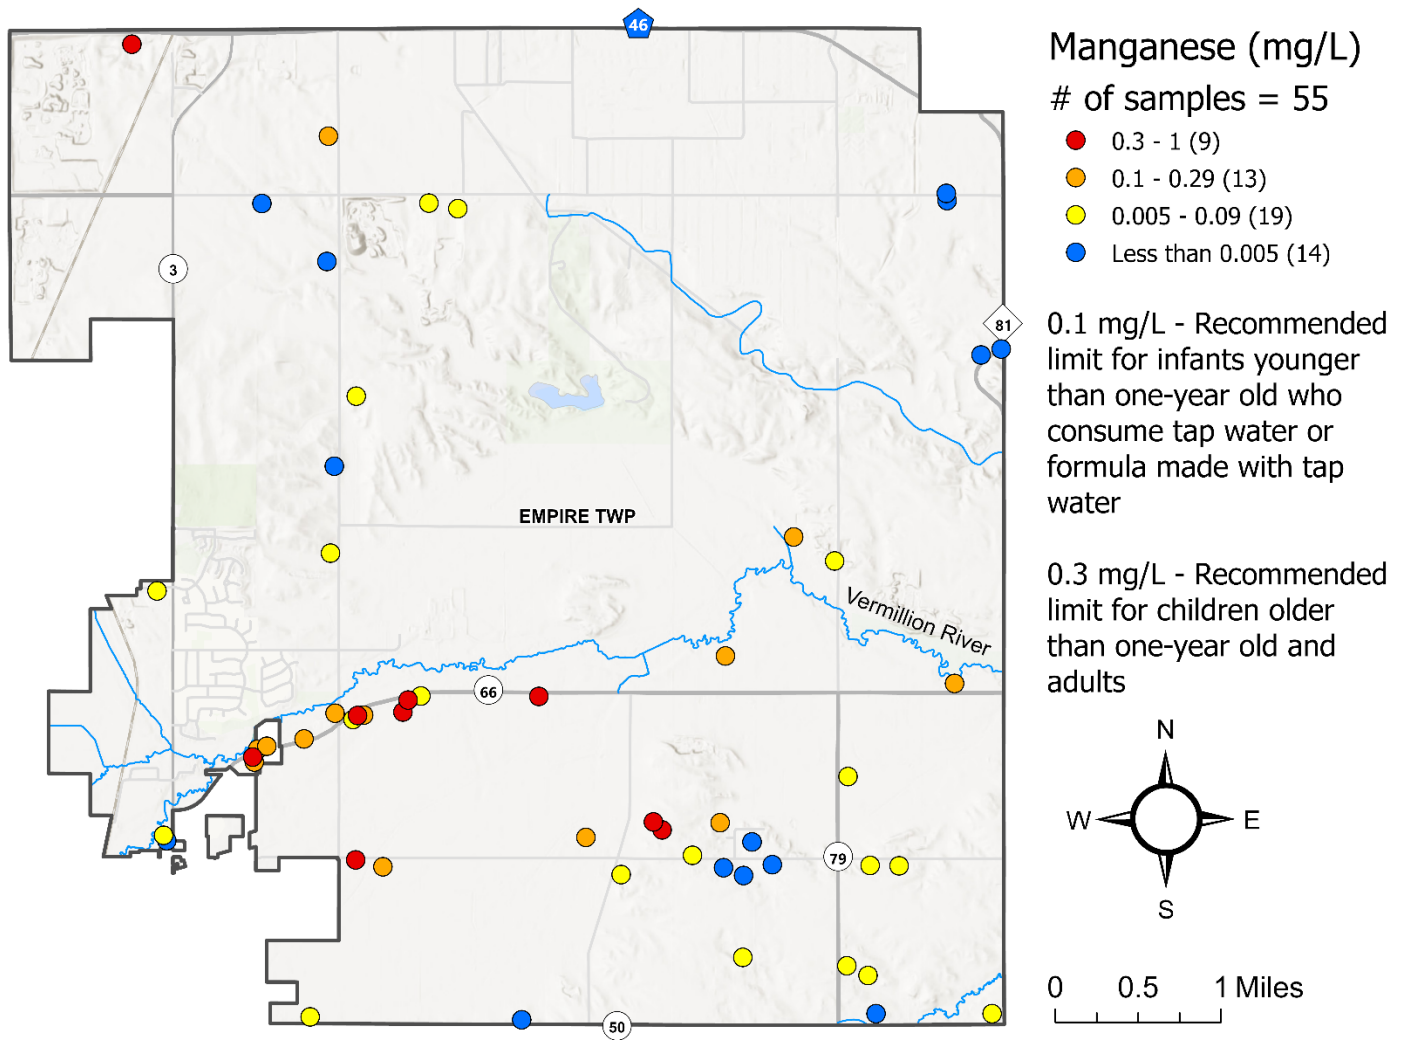 46
Manganese (mg/L)
# of samples = 55
0.3 - 1 (9)
0.1 - 0.29 (13)
0.005 - 0.09 (19)
Less than 0.005 (14)
3
81
0.1 mg/L - Recommended
limit for infants younger
than one-year old who
consume tap water or
formula made with tap
water
EMPIRE TWP
0.3 mg/L - Recommended
limit for children older
than one-year old and
adults
Vermillion River
66
N
W
E
S
79
0 0.5 1 Miles
50